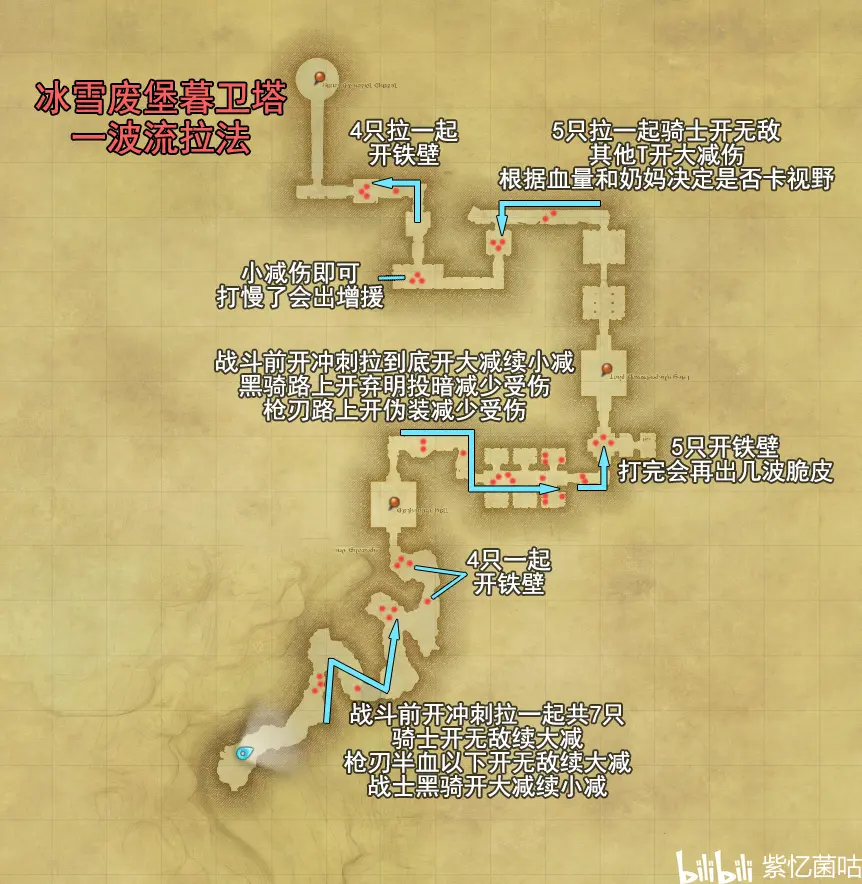 冰雪废堡暮卫塔
一波流拉法
4只拉一起
开铁壁
5只拉一起骑士开无敌
其他T开大减伤
根据血量和奶妈决定是否卡视野
小减伤即可
打慢了会出增援
战斗前开冲刺拉到底开大减续小减
黑骑路上开弃明投暗减少受伤
枪刃路上开伪装减少受伤
5只开铁壁
打完会再出几波脆皮
4只一起
开铁壁
战斗前开冲刺拉一起共7只
骑士开无敌续大减
枪刃半血以下开无敌续大减
战士黑骑开大减续小减
bilibili 紫忆菌咕